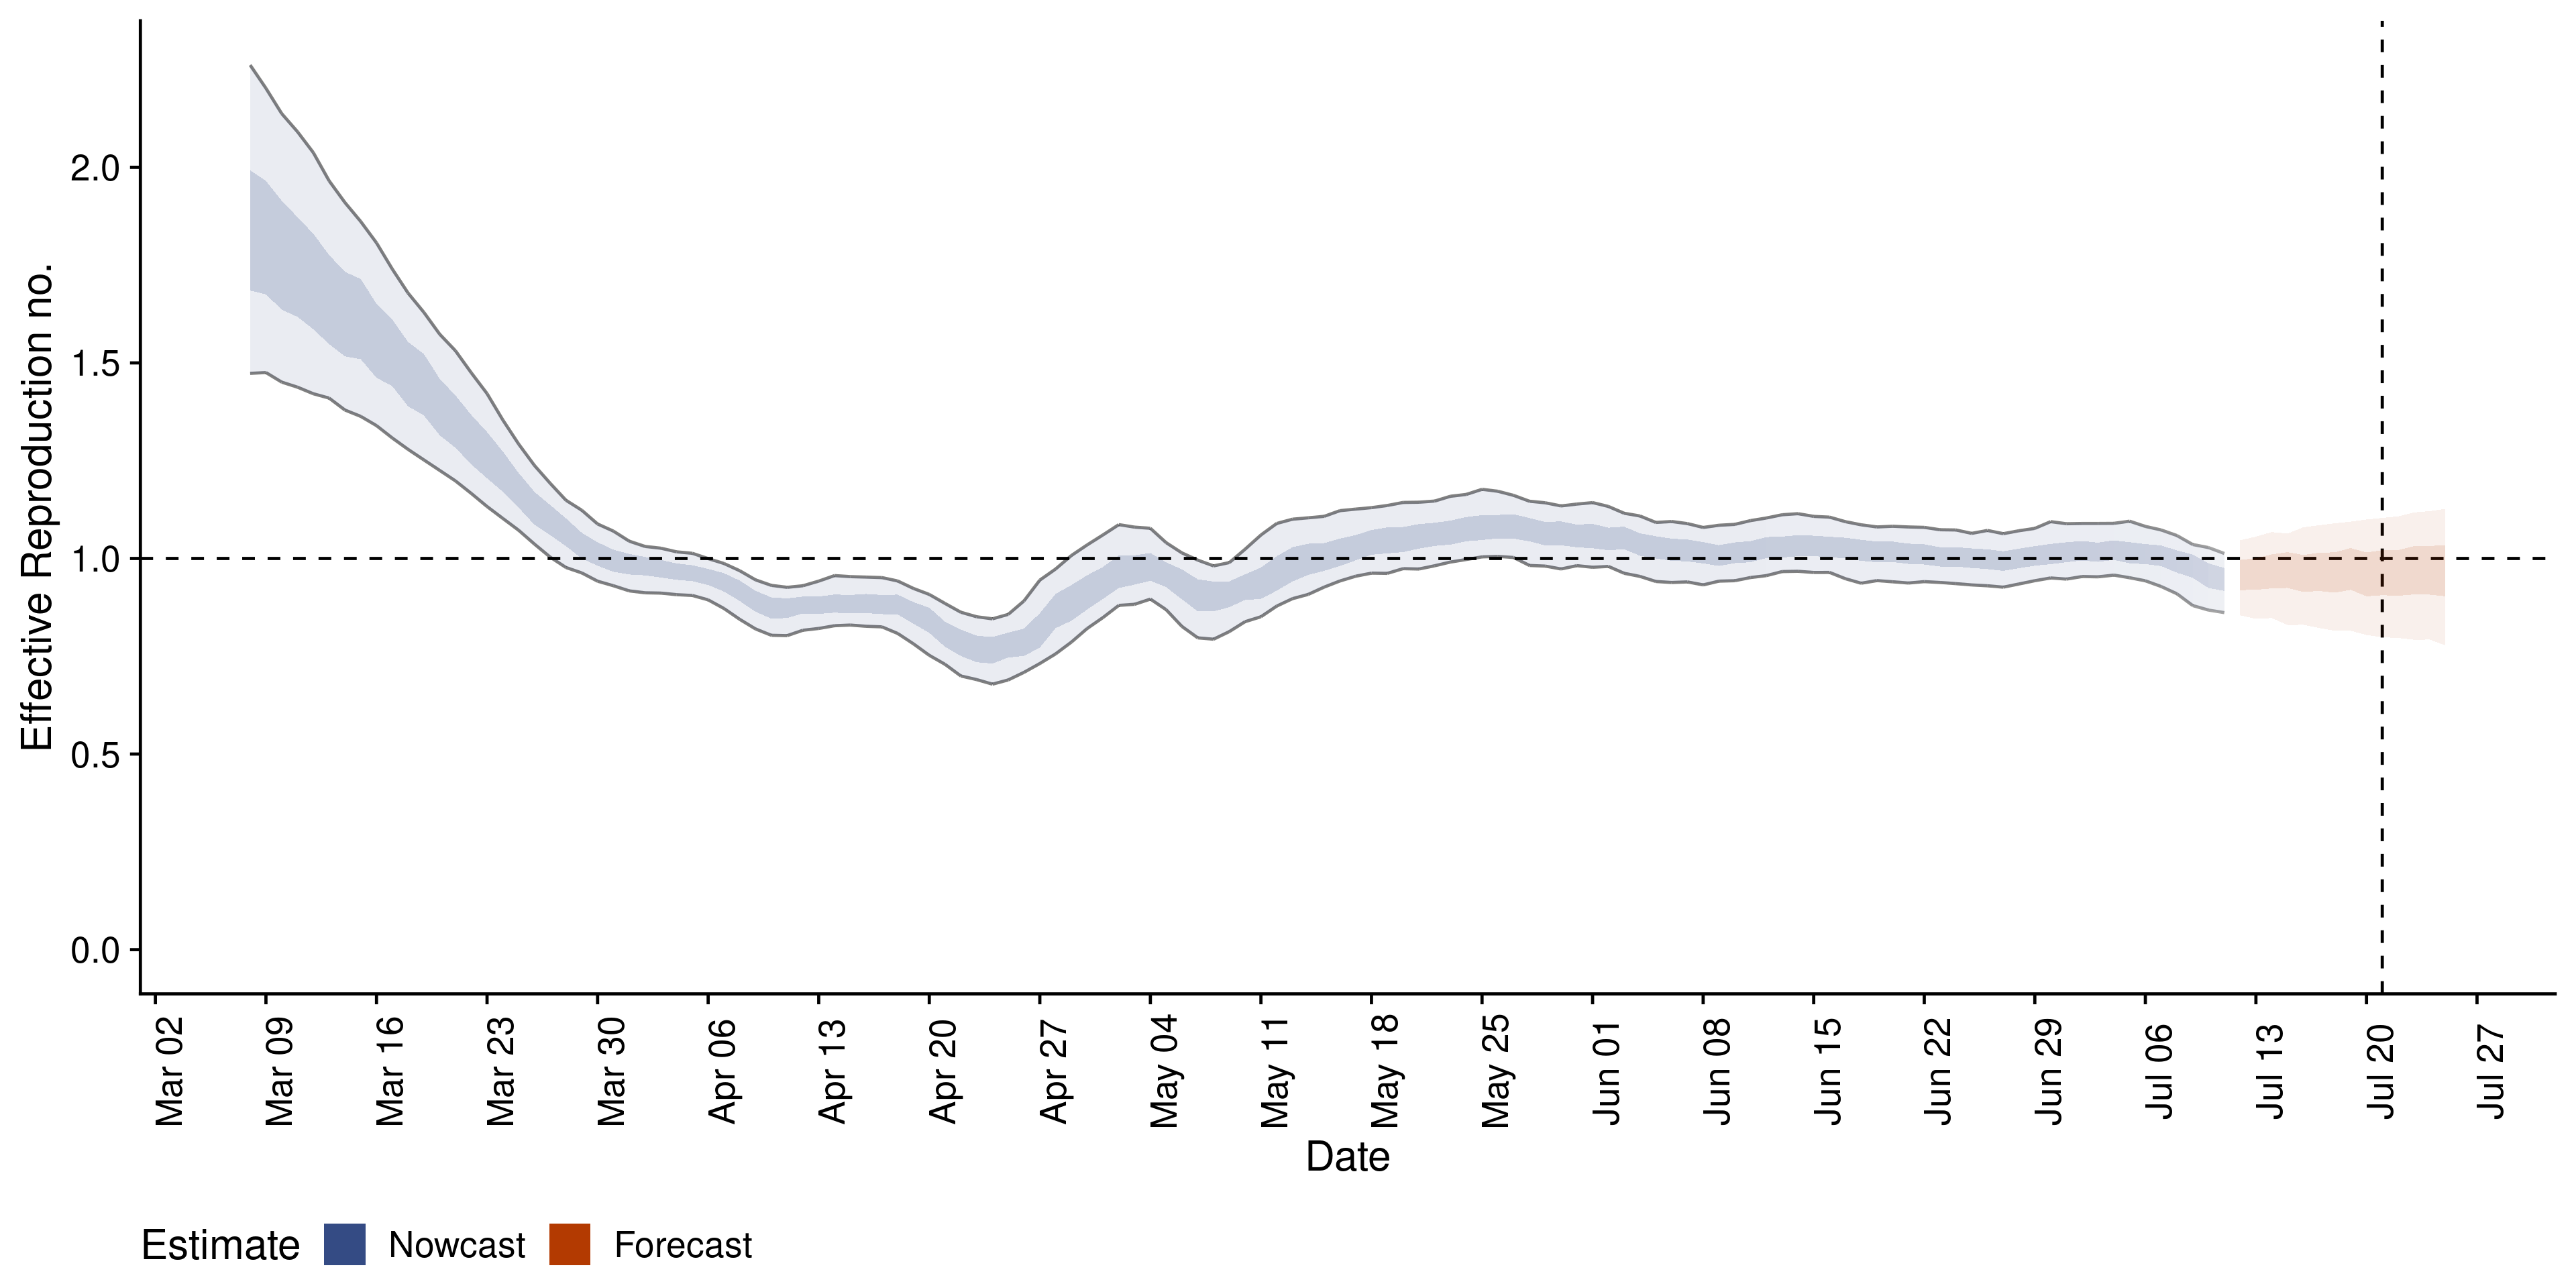 Effective Reproduction no.
2.0
1.5
1.0
0.5
0.0
Mar 02
Mar 09
Mar 16
Mar 23
Mar 30
Apr 06
Apr 13
Apr 20
Apr 27
May 04
May 11
May 18
May 25
Jun 01
Jun 08
Jun 15
Jun 22
Jun 29
Jul 06
Jul 13
Jul 20
Jul 27
Date
Estimate Nowcast Forecast